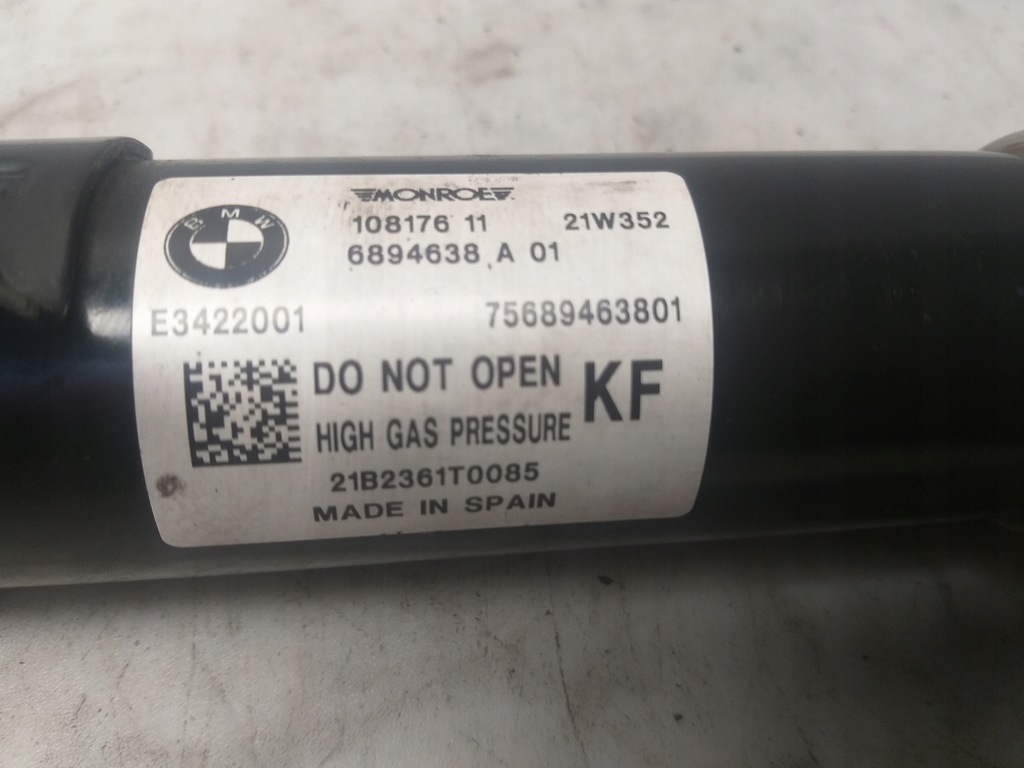 MONROE
BMW
108176 11 21W352
6894638 A 01
E3422001 75689463801
DO NOT OPEN KF
HIGH GAS PRESSURE
21B2361T0085
MADE IN SPAIN